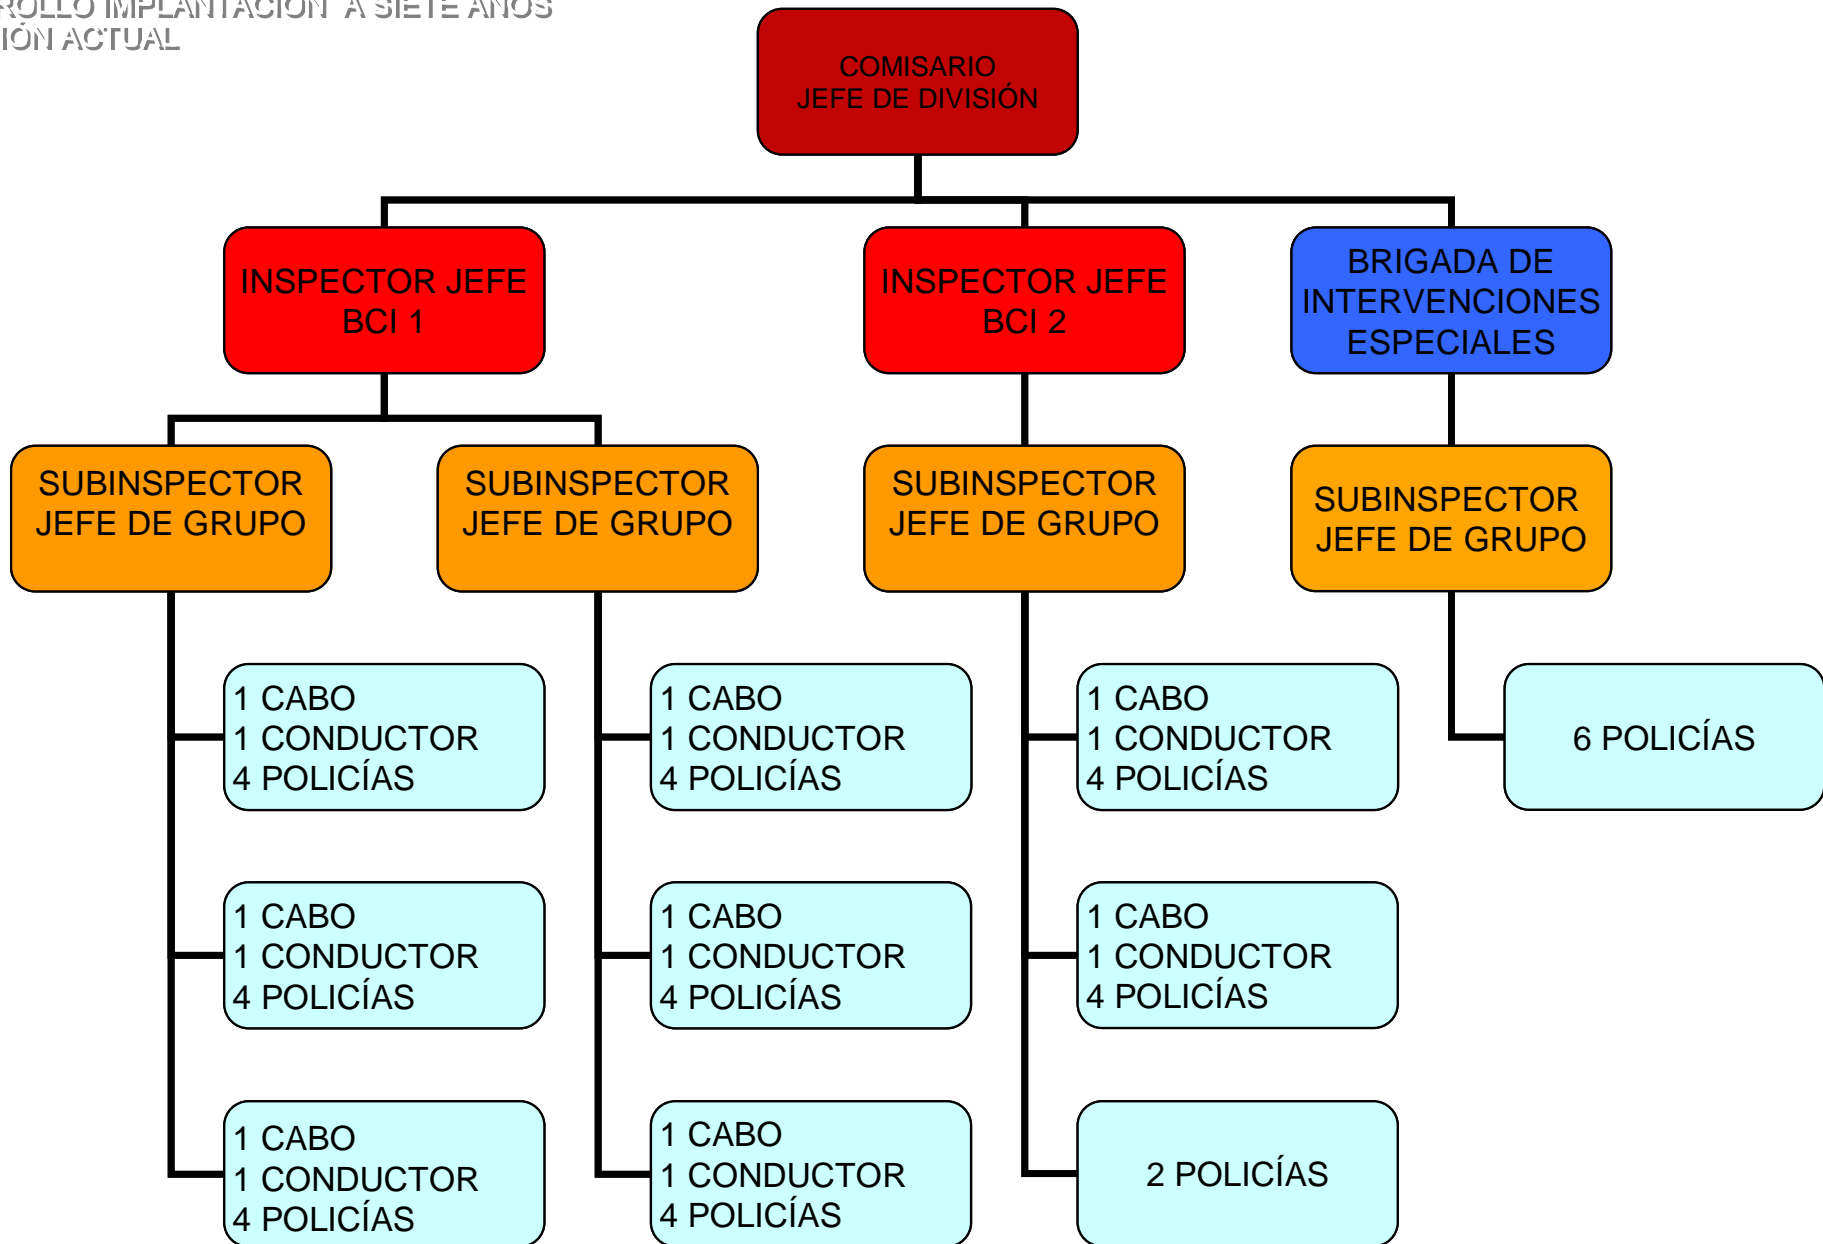 IMPLANTACIÓN A SIETE AÑOS
ACTUAL
COMISARIO
JEFE DE DIVISIÓN
INSPECTOR JEFE
BCI 1
INSPECTOR JEFE
BCI 2
BRIGADA DE
INTERVENCIONES
ESPECIALES
SUBINSPECTOR
JEFE DE GRUPO
SUBINSPECTOR
JEFE DE GRUPO
SUBINSPECTOR
JEFE DE GRUPO
SUBINSPECTOR
JEFE DE GRUPO
1 CABO
1 CONDUCTOR
4 POLICÍAS
1 CABO
1 CONDUCTOR
4 POLICÍAS
1 CABO
1 CONDUCTOR
4 POLICÍAS
6 POLICÍAS
1 CABO
1 CONDUCTOR
4 POLICÍAS
1 CABO
1 CONDUCTOR
4 POLICÍAS
1 CABO
1 CONDUCTOR
4 POLICÍAS
1 CABO
1 CONDUCTOR
4 POLICÍAS
1 CABO
1 CONDUCTOR
4 POLICÍAS
2 POLICÍAS